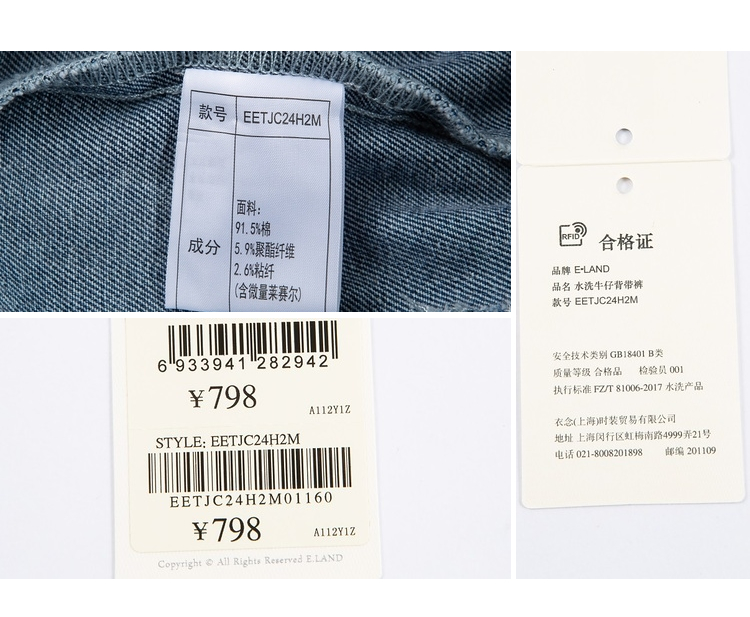 款号 EETJC24H2M
成分
面料：
91.5%棉
5.9%聚酯纤维
2.6%粘纤
(含微量莱赛尔)
6 933941 282942
¥798
A112Y1Z
STYLE: EETJC24H2M
EETJC24H2M01160
¥798
A112Y1Z
Copyright © All Rights Reserved E.LAND
RFID
合格证
品牌 E·LAND
品名 水洗牛仔背带裤
款号 EETJC24H2M
安全技术类别 GB18401 B类
质量等级 合格品 检验员 001
执行标准 FZ/T 81006-2017 水洗产品
衣念(上海)时装贸易有限公司
地址 上海闵行区虹梅南路4999弄21号
电话 021-8008201898 邮编 201109